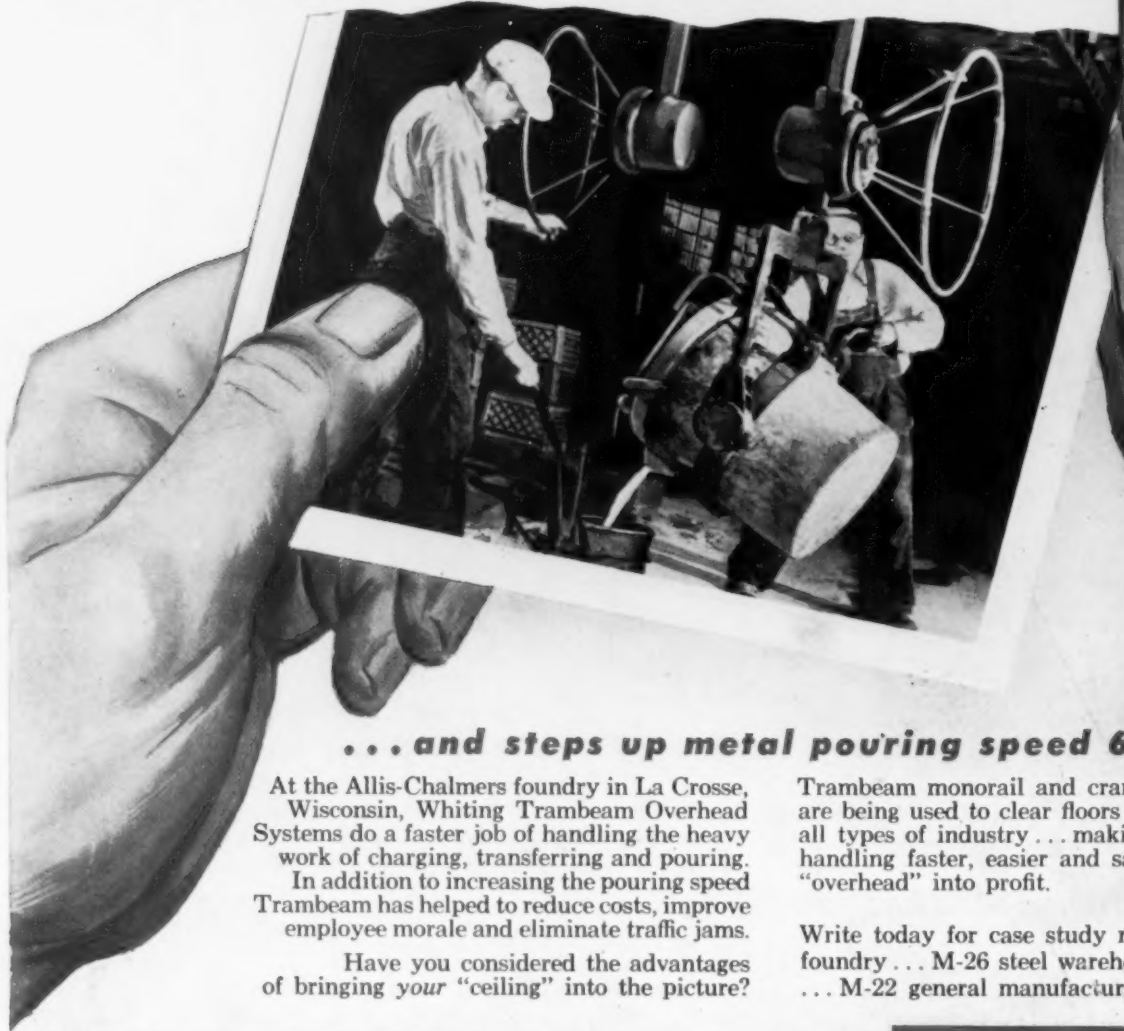 ...and steps up metal pouring speed 6
At the Allis-Chalmers foundry in La Crosse,
Wisconsin, Whiting Trambeam Overhead
Systems do a faster job of handling the heavy
work of charging, transferring and pouring.
In addition to increasing the pouring speed
Trambeam has helped to reduce costs, improve
employee morale and eliminate traffic jams.
Have you considered the advantages
of bringing your “ceiling” into the picture?
Trambeam monorail and
are being used to clear floors
all types of industry...
handling faster, easier and
“overhead” into profit.
Write today for case study
foundry... M-26 steel
... M-22 general